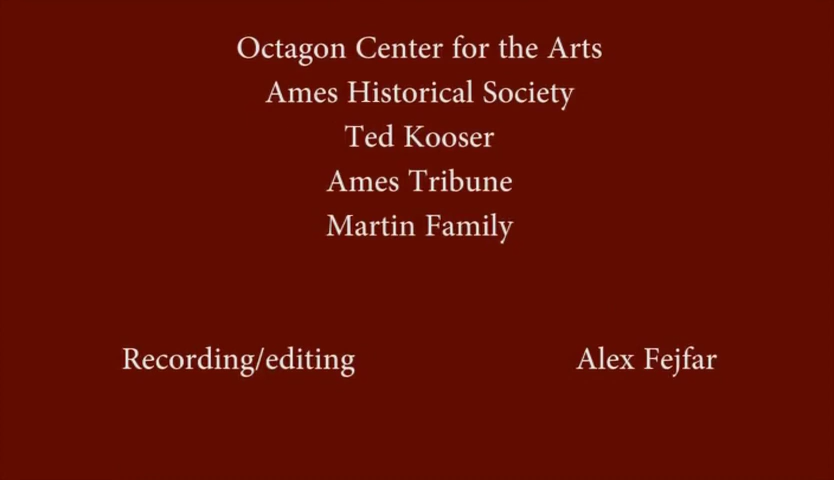 Octagon Center for the Arts
Ames Historical Society
Ted Kooser
Ames Tribune
Martin Family
Recording/editing Alex Fejfar